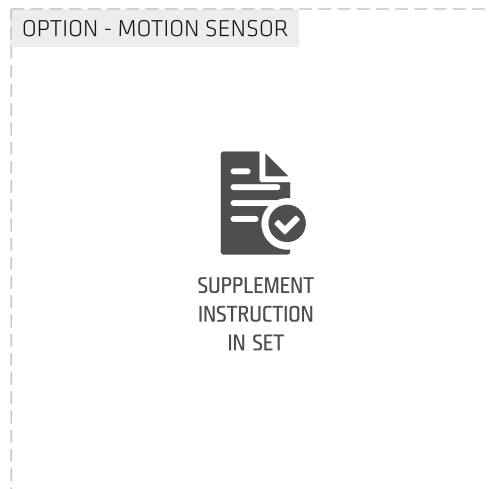 OPTION - MOTION SENSOR
SUPPLEMENT
INSTRUCTION
IN SET